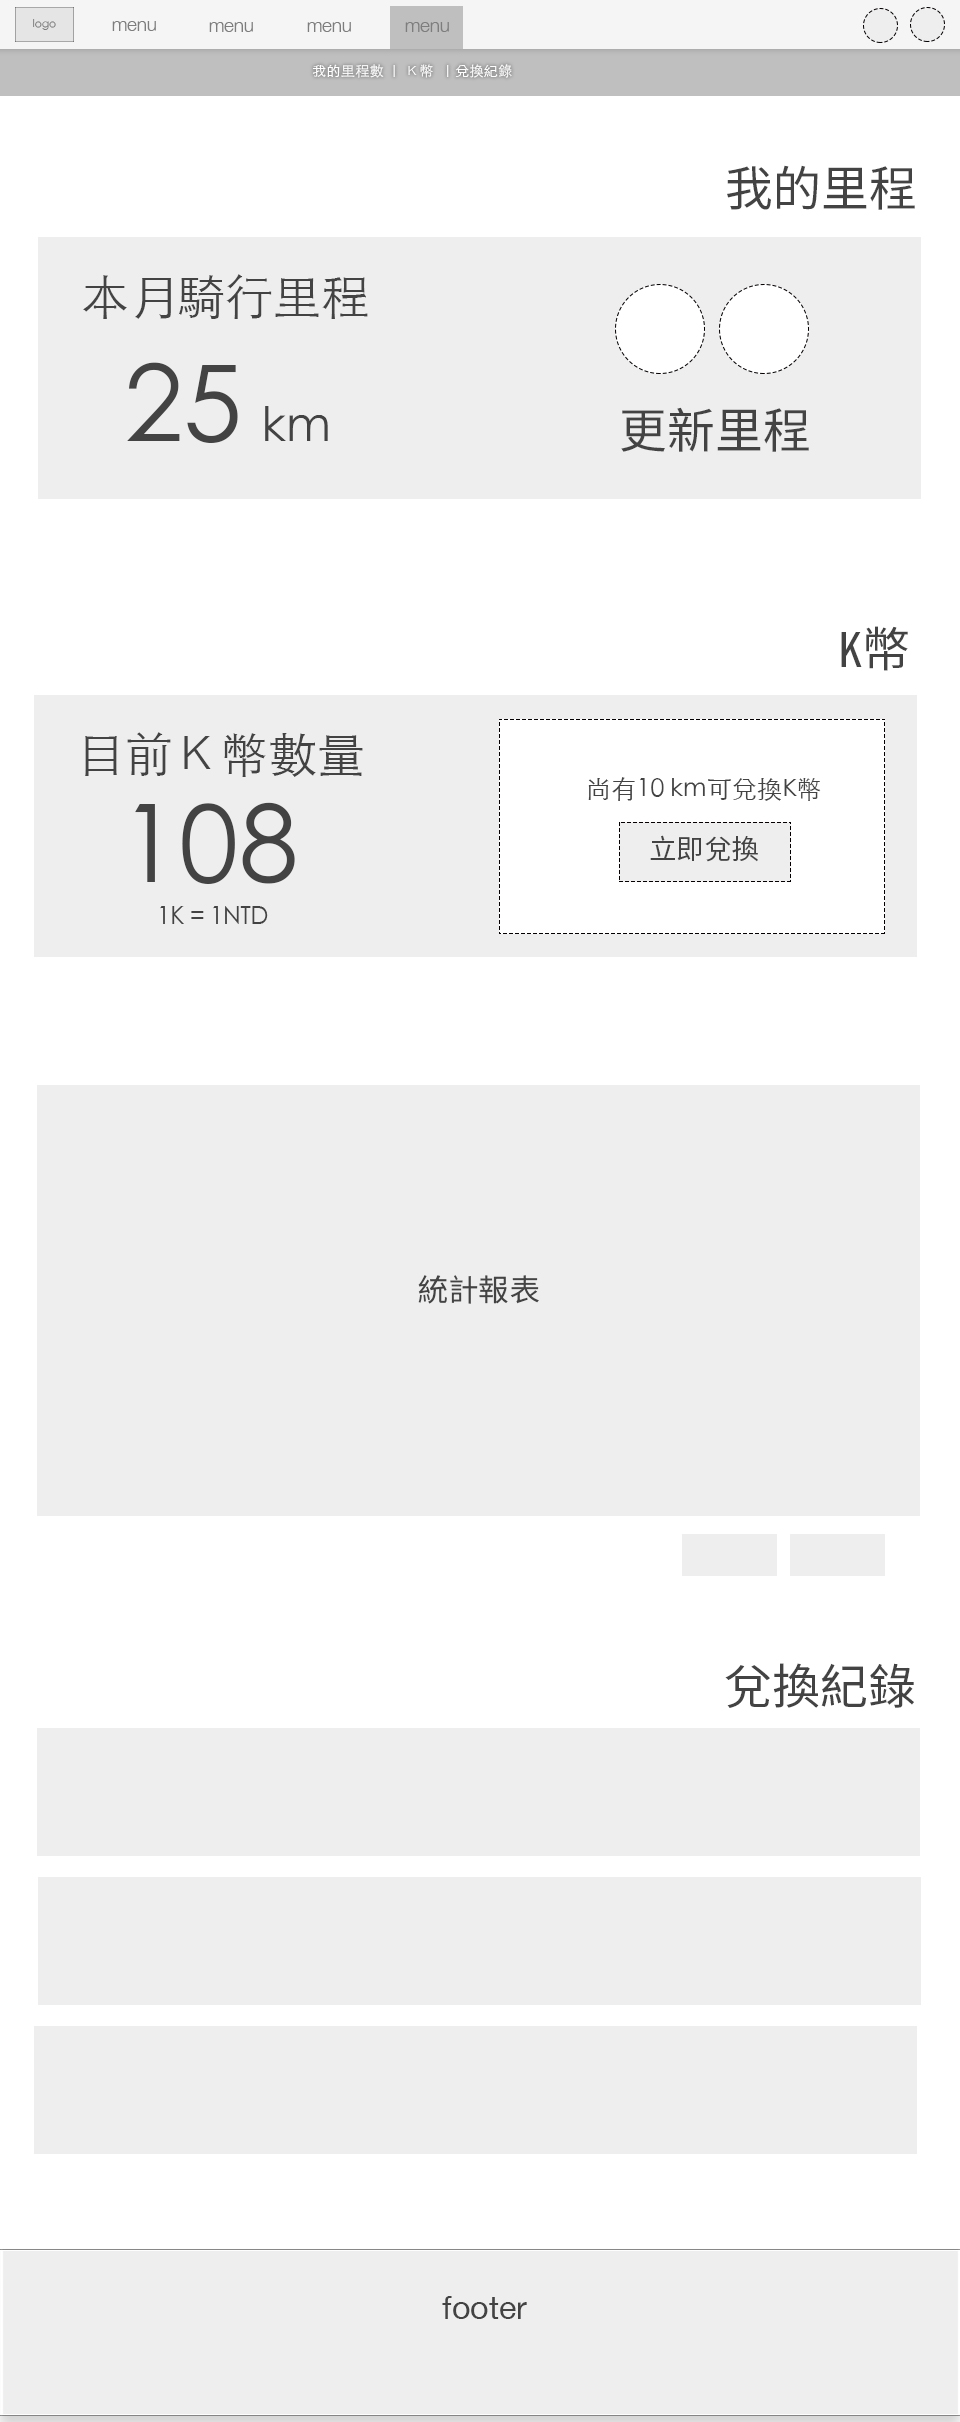 logo menu menu menu menu
我的里程數 | K幣 | 兌換紀錄
我的里程
本月騎行里程
25 km
更新里程
K幣
目前K幣數量
108
1K = 1NTD
尚有10 km可兌換K幣
立即兌換
統計報表
兌換紀錄
footer